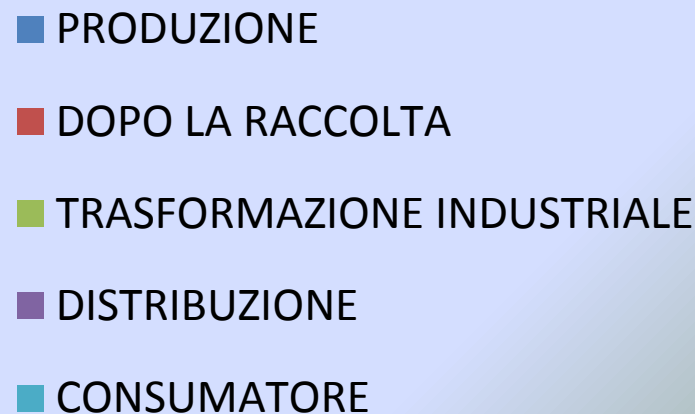 PRODUZIONE
DOPO LA RACCOLTA
TRASFORMAZIONE INDUSTRIALE
DISTRIBUZIONE
CONSUMATORE